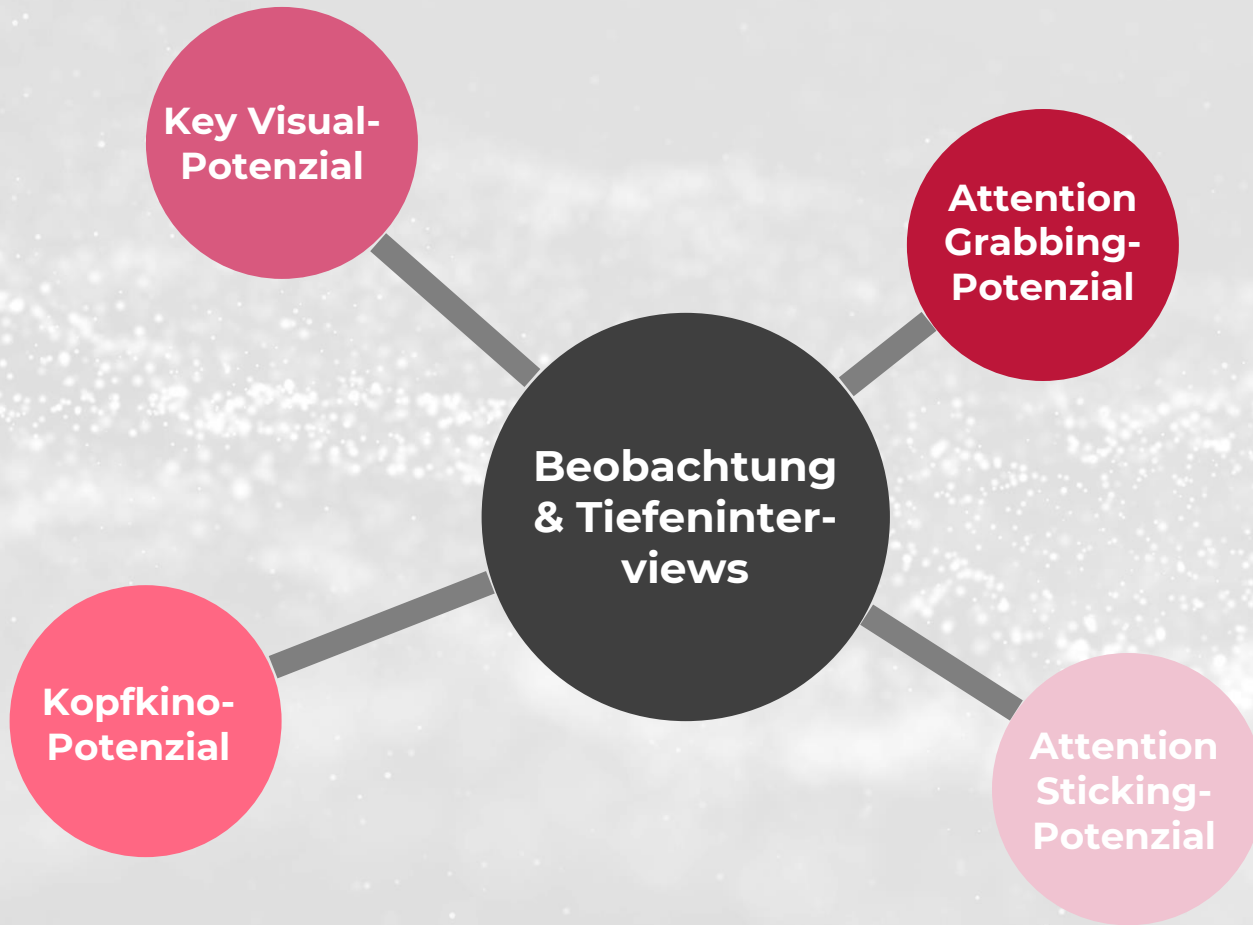 Key Visual-
Potenzial
Attention
Grabbing-
Potenzial
Beobachtung
& Tiefeninter-
views
Kopfkino-
Potenzial
Attention
Sticking-
Potenzial